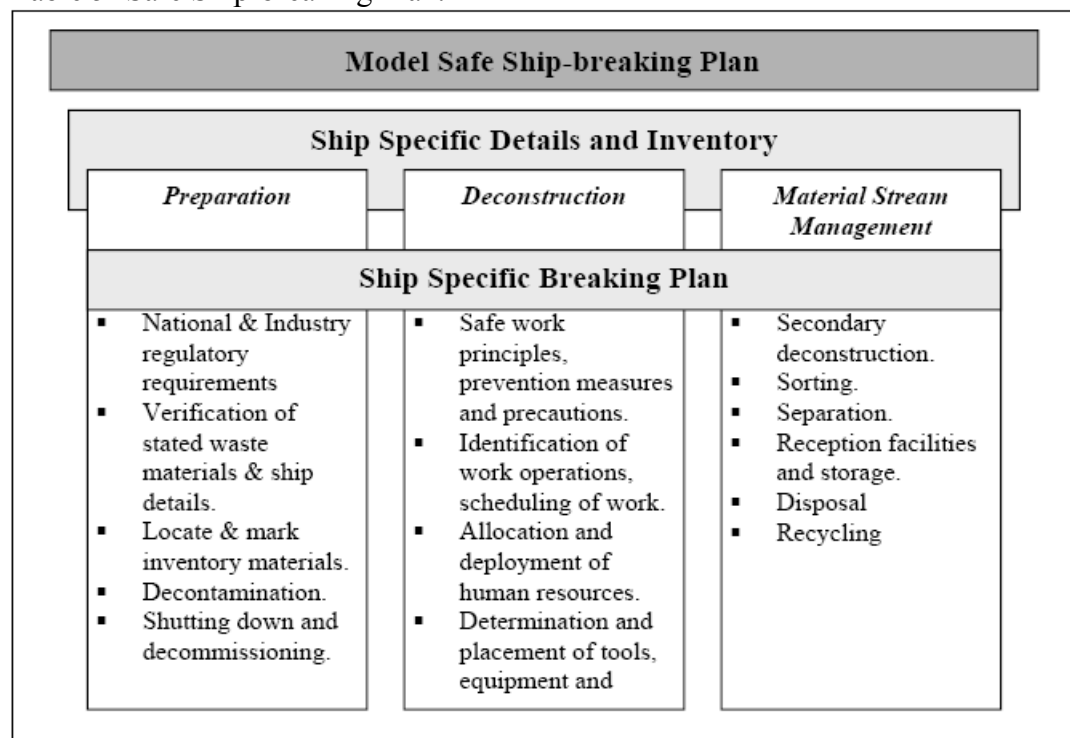 Model Safe Ship-breaking Plan
Ship Specific Details and Inventory
Preparation
Deconstruction
Material Stream
Management
Ship Specific Breaking Plan
▪ National & Industry
regulatory
requirements
▪ Verification of
stated waste
materials & ship
details.
▪ Locate & mark
inventory materials.
▪ Decontamination.
▪ Shutting down and
decommissioning.
▪ Safe work
principles,
prevention measures
and precautions.
▪ Identification of
work operations,
scheduling of work.
▪ Allocation and
deployment of
human resources.
▪ Determination and
placement of tools,
equipment and
▪ Secondary
deconstruction.
▪ Sorting.
▪ Separation.
▪ Reception facilities
and storage.
▪ Disposal
▪ Recycling